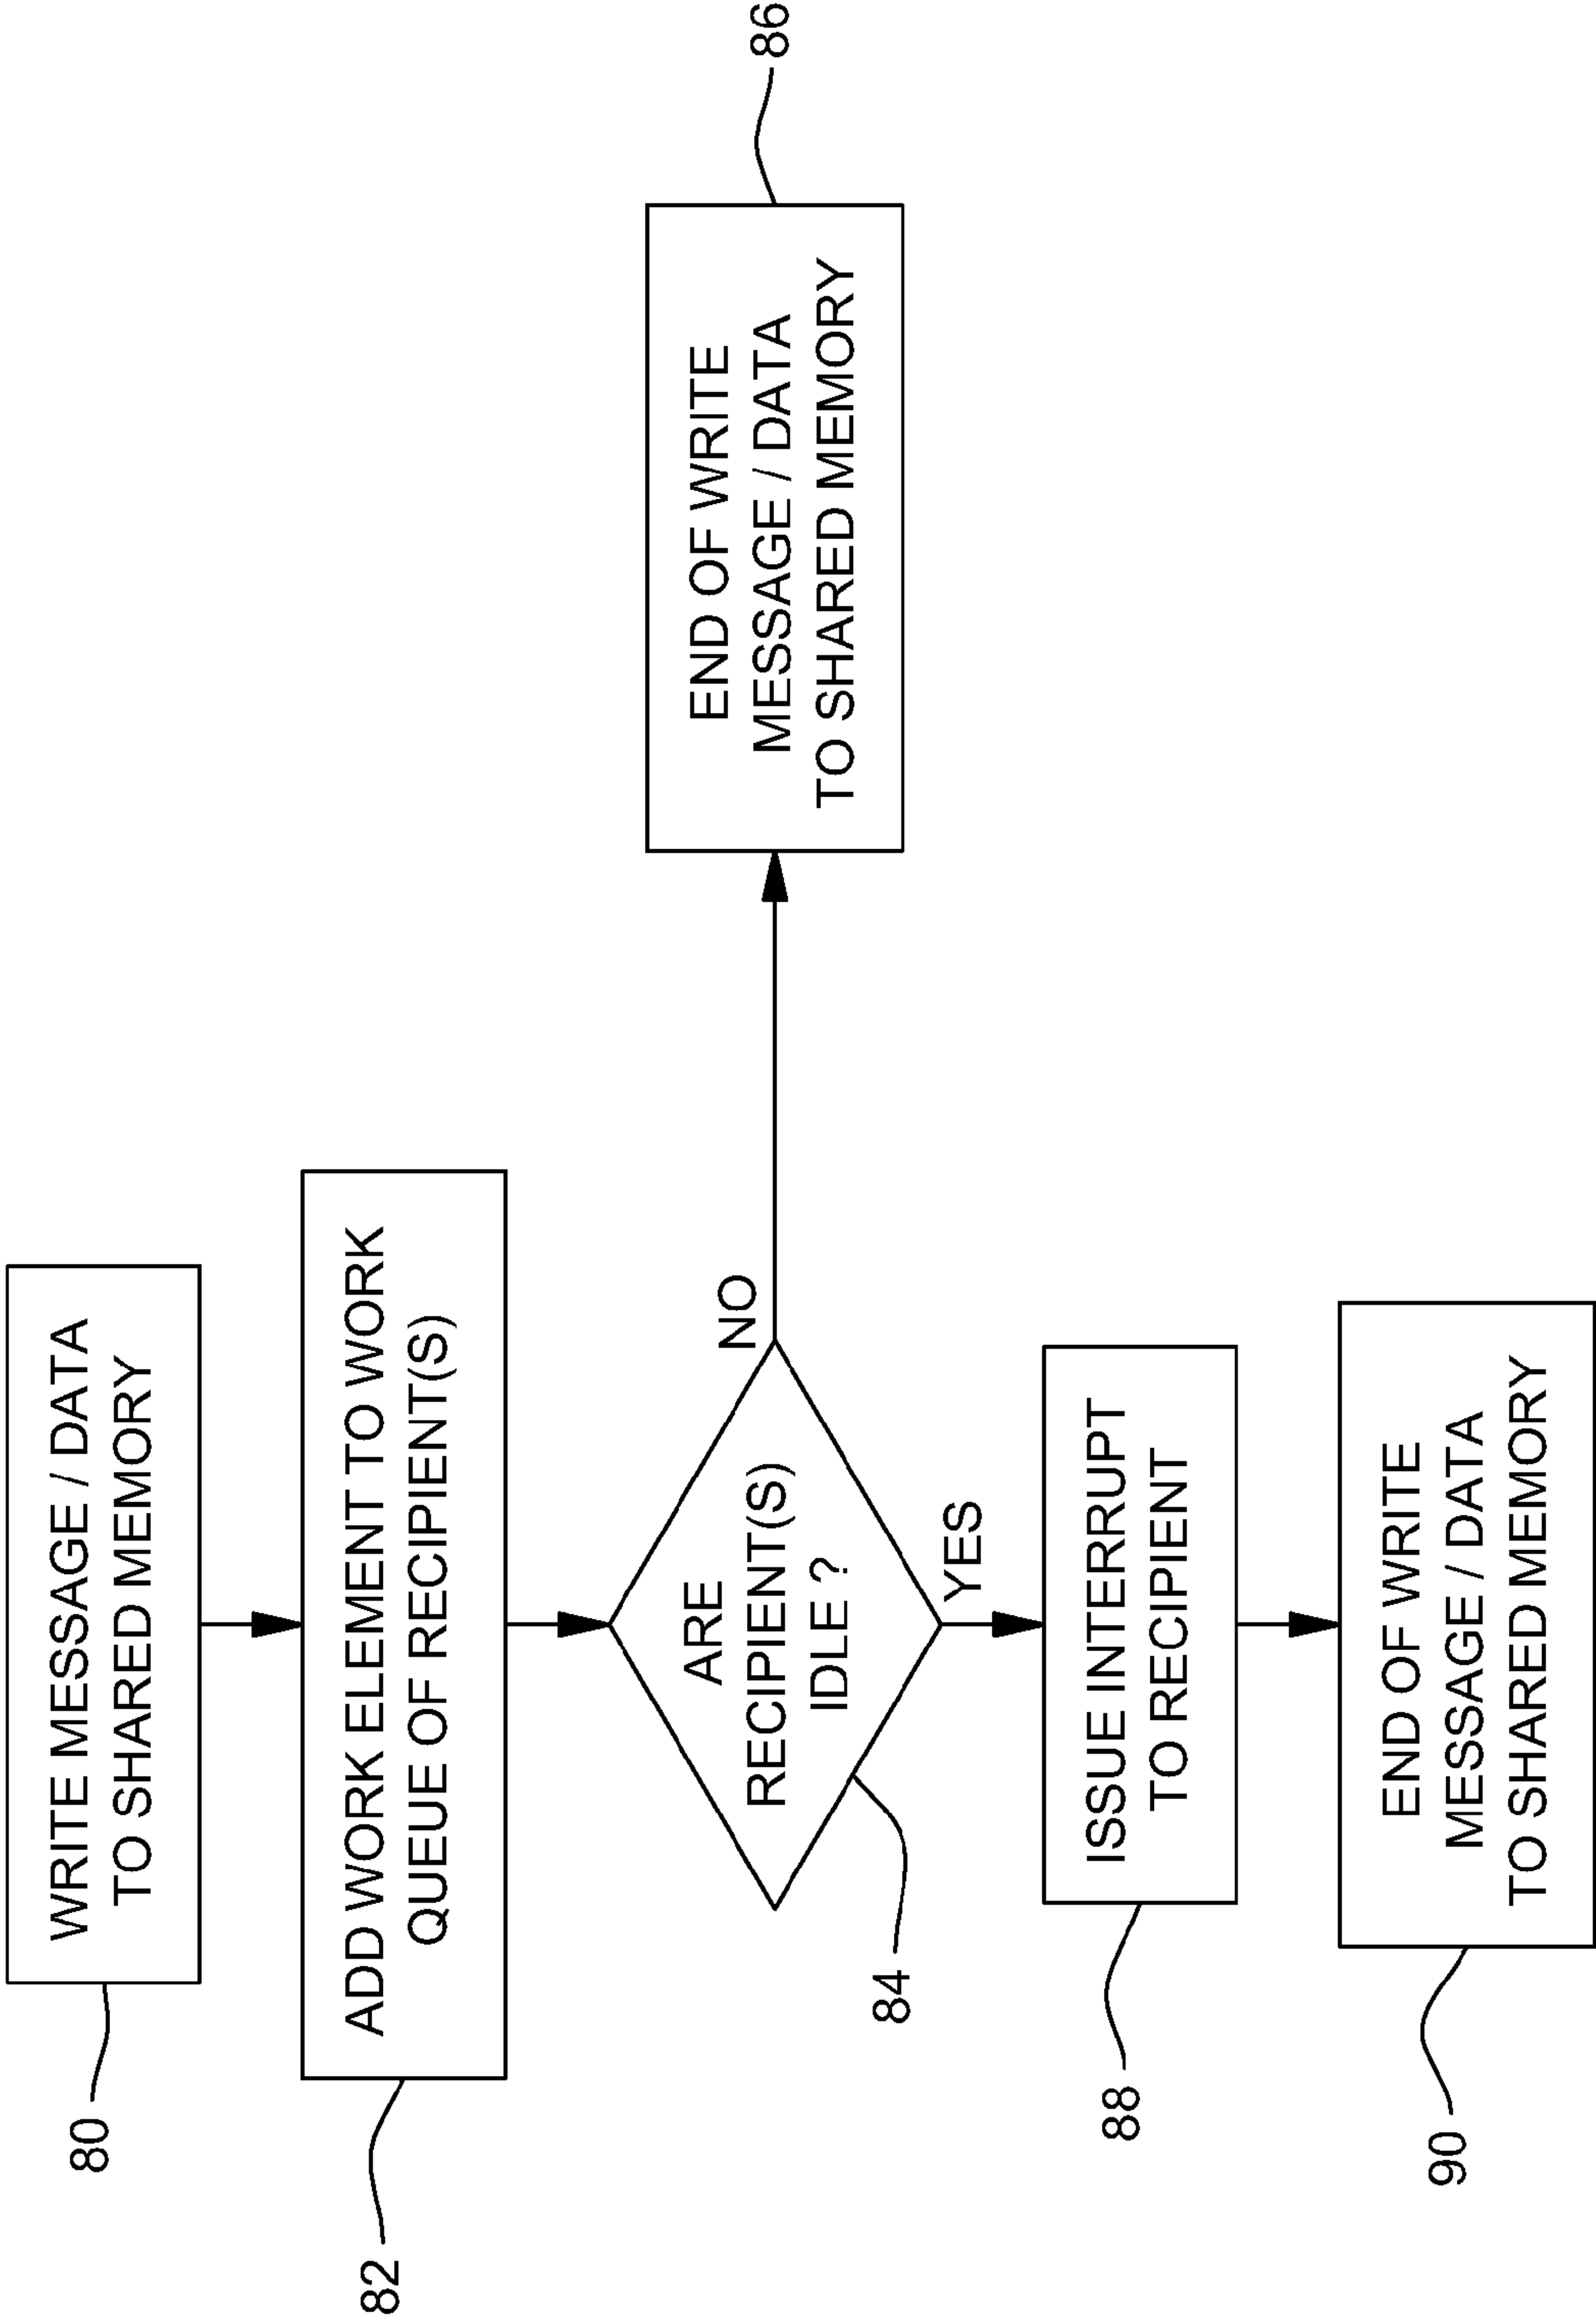 80
WRITE MESSAGE / DATA
TO SHARED MEMORY
82
ADD WORK ELEMENT TO WORK
QUEUE OF RECIPIENT(S)
84
ARE
RECIPIENT(S)
IDLE ?
NO
END OF WRITE
MESSAGE / DATA
TO SHARED MEMORY
86
YES
88
ISSUE INTERRUPT
TO RECIPIENT
90
END OF WRITE
MESSAGE / DATA
TO SHARED MEMORY